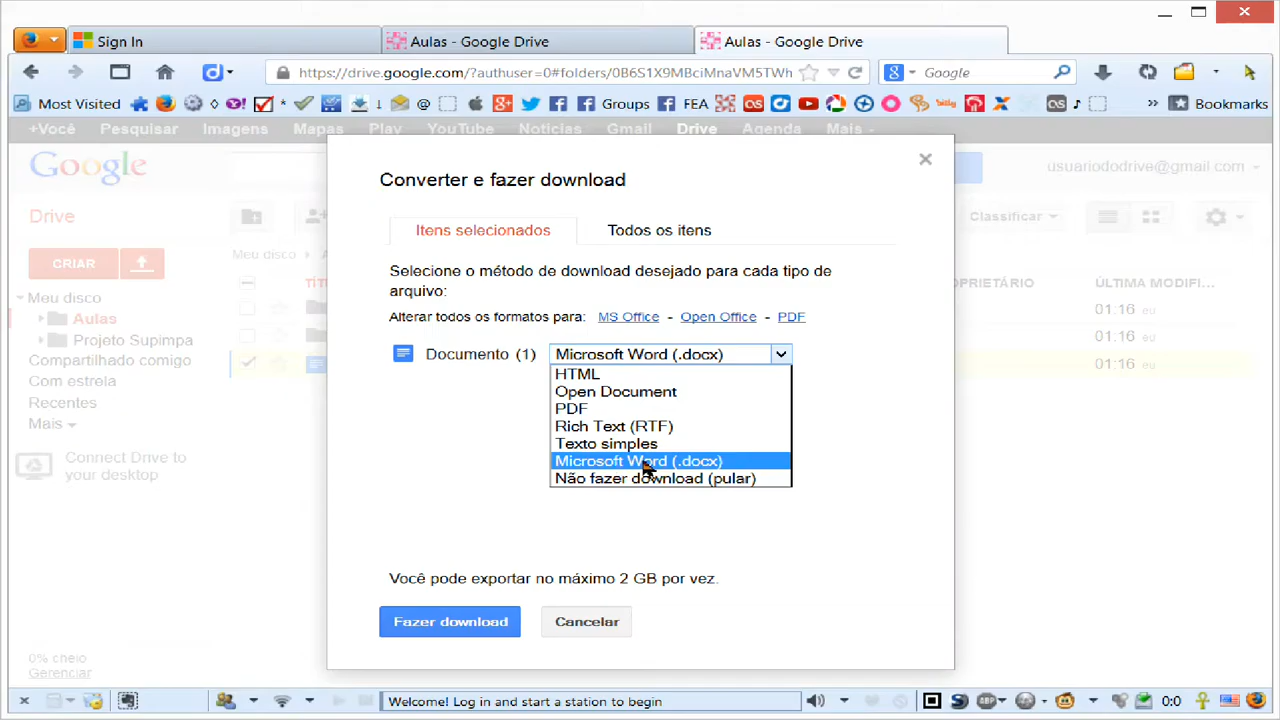 Sign In
Aulas - Google Drive
Aulas - Google Drive
https://drive.google.com/?authuser=0#folders/0B6S1X9MBciMnaVM5TWh
Google
Most Visited
Groups
FEA
Bookmarks
+Você Pesquisar Imagens Mapas Play YouTube Notícias Gmail Drive Agenda Mais
Google
usuariododrive@gmail.com
Converter e fazer download
Drive
Classificar
Itens selecionados
Todos os itens
CRIAR
Meu disco
Selecione o método de download desejado para cada tipo de
arquivo:
PROPRIETÁRIO
ÚLTIMA MODIFI...
Meu disco
Aulas
01:16 eu
Alterar todos os formatos para: MS Office - Open Office - PDF
Projeto Supimpa
01:16 eu
Compartilhado comigo
Documento (1)
Microsoft Word (.docx)
01:16 eu
Com estrela
HTML
Open Document
Recentes
PDF
Mais
Rich Text (RTF)
Texto simples
Connect Drive to
your desktop
Microsoft Word (.docx)
Não fazer download (pular)
Você pode exportar no máximo 2 GB por vez.
Fazer download
Cancelar
0% cheio
Gerenciar
Welcome! Log in and start a station to begin
0:0